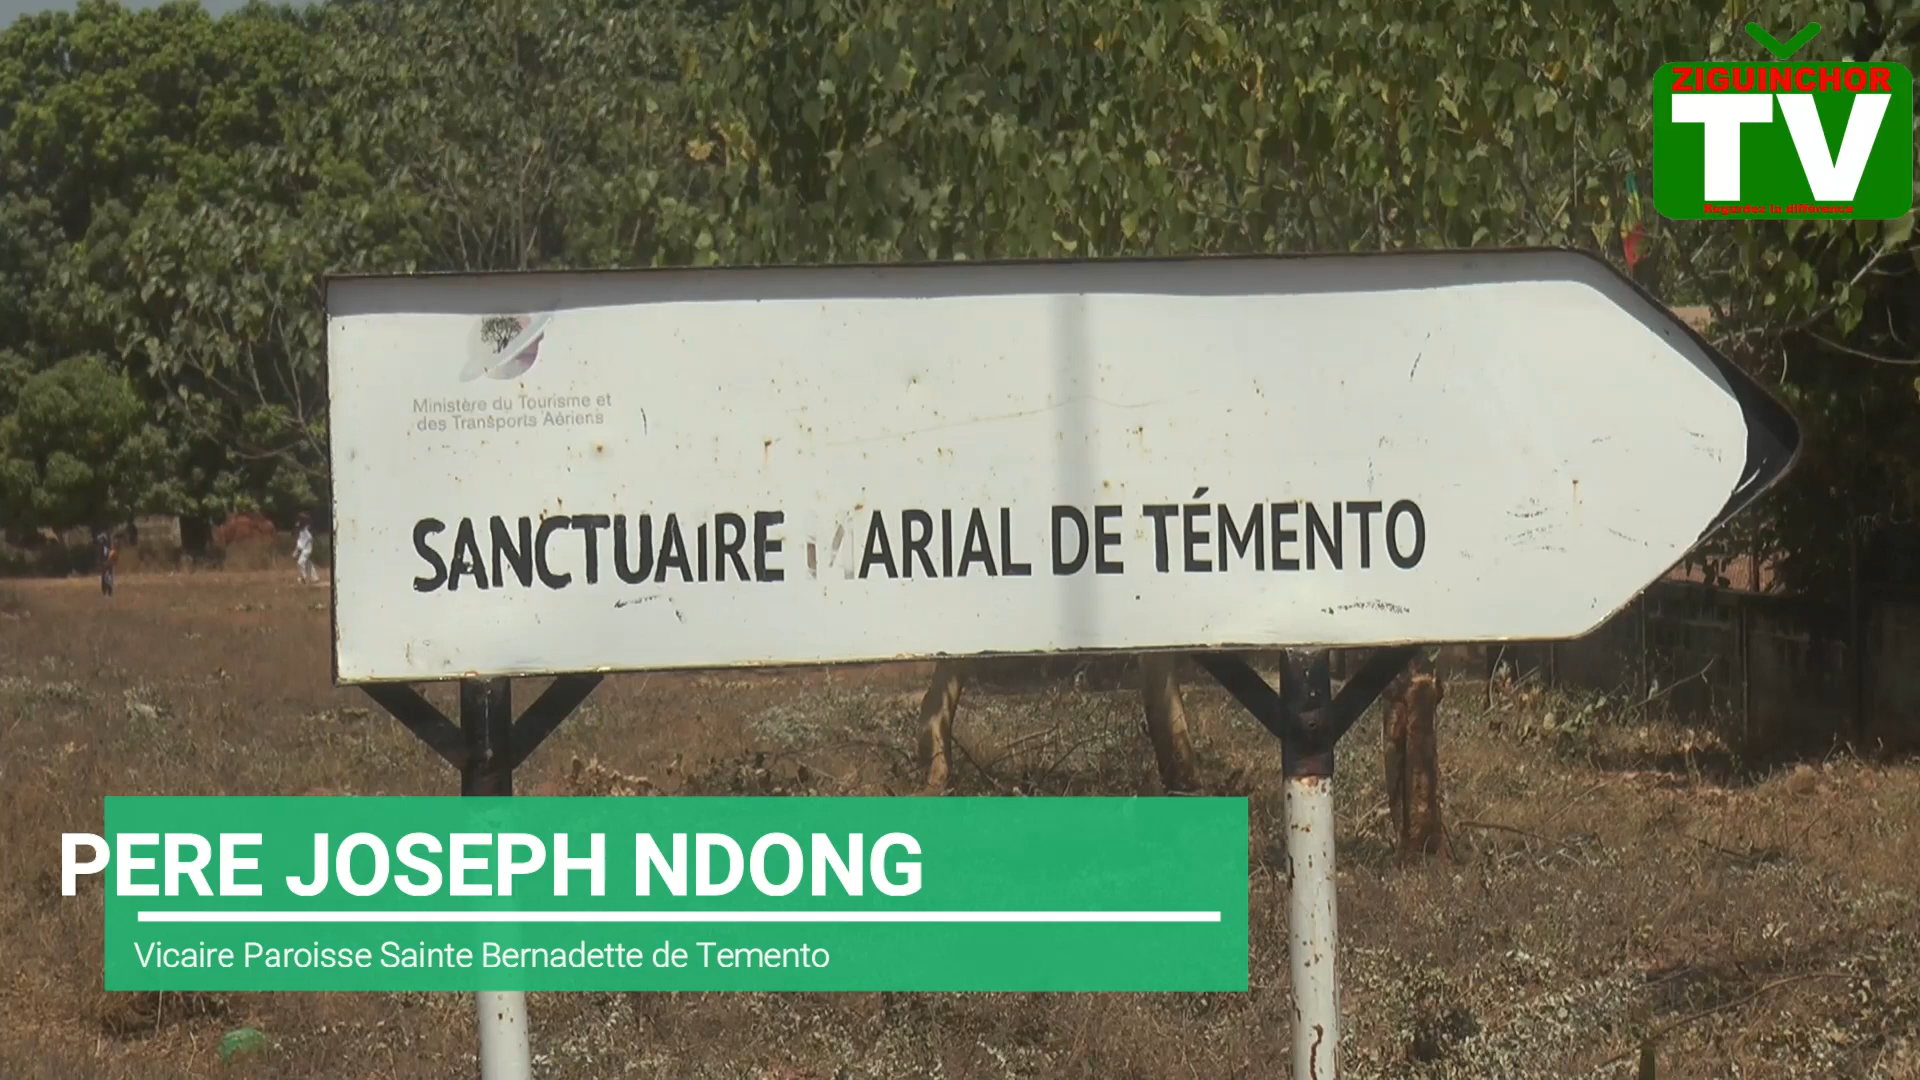 ZIGUINCHOR
TV
Regardez la différence
Ministère du Tourisme et
des Transports Aériens
SANCTUAIRE MARIAL DE TÉMENTO
PERE JOSEPH NDONG
Vicaire Paroisse Sainte Bernadette de Temento